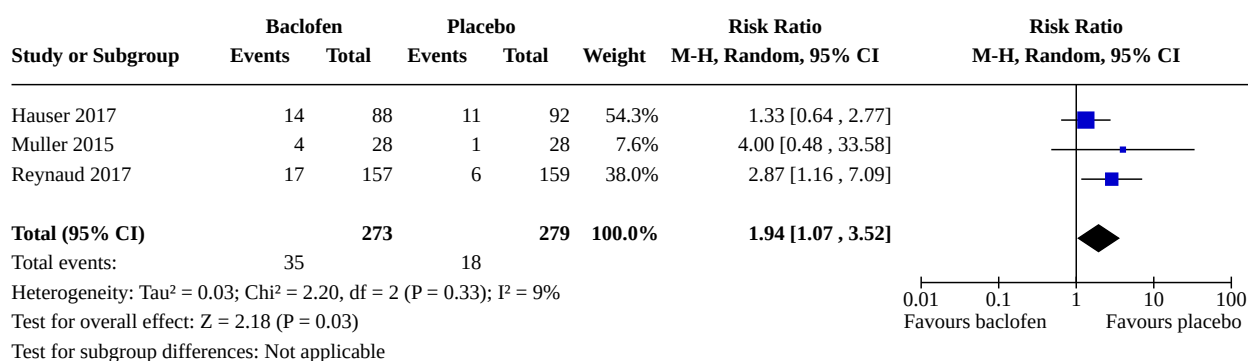 Baclofen Placebo Risk Ratio Risk Ratio
Study or Subgroup Events Total Events Total Weight M-H, Random, 95% CI M-H, Random, 95% CI
Hauser 2017 14 88 11 92 54.3% 1.33 [0.64 , 2.77]
Muller 2015 4 28 1 28 7.6% 4.00 [0.48 , 33.58]
Reynaud 2017 17 157 6 159 38.0% 2.87 [1.16 , 7.09]
Total (95% CI) 273 279 100.0% 1.94 [1.07 , 3.52]
Total events: 35 18
Heterogeneity: Tau² = 0.03; Chi² = 2.20, df = 2 (P = 0.33); I² = 9%
Test for overall effect: Z = 2.18 (P = 0.03)
Test for subgroup differences: Not applicable
0.01 0.1 1 10 100
Favours baclofen Favours placebo